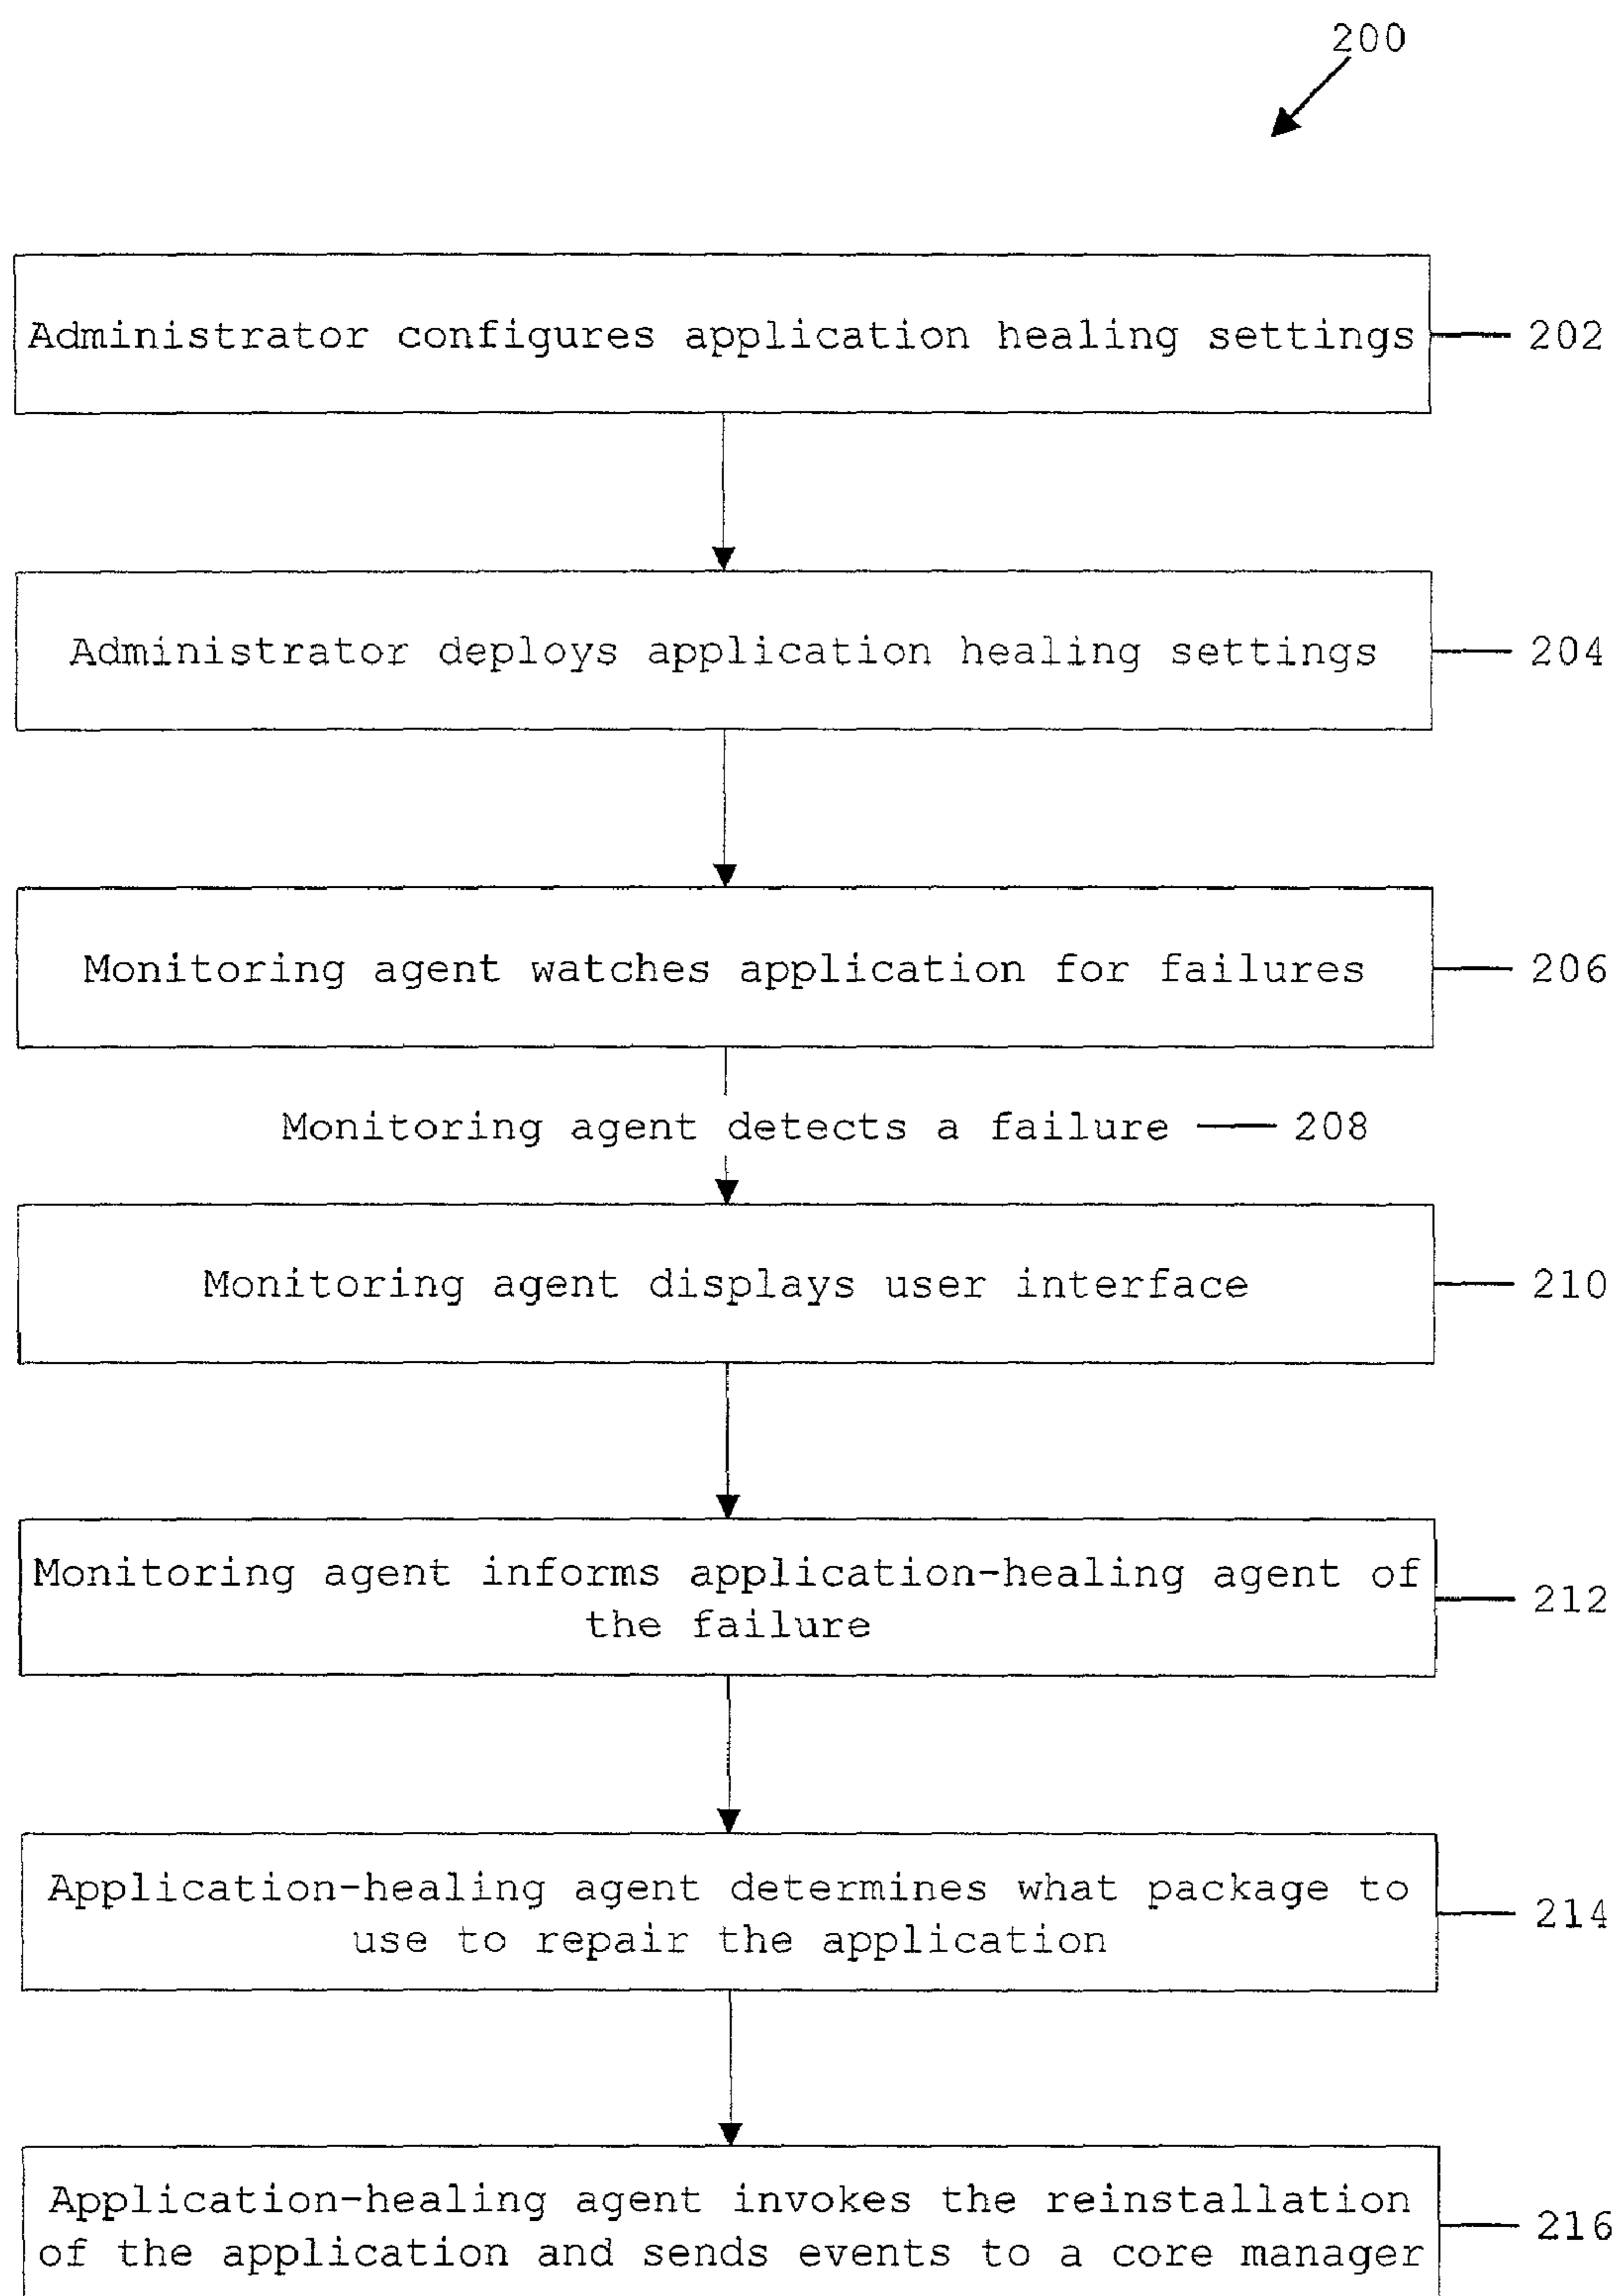 200
Administrator configures application healing settings 202
Administrator deploys application healing settings 204
Monitoring agent watches application for failures 206
Monitoring agent detects a failure 208
Monitoring agent displays user interface 210
Monitoring agent informs application-healing agent of
the failure
212
Application-healing agent determines what package to
use to repair the application
214
Application-healing agent invokes the reinstallation
of the application and sends events to a core manager
216